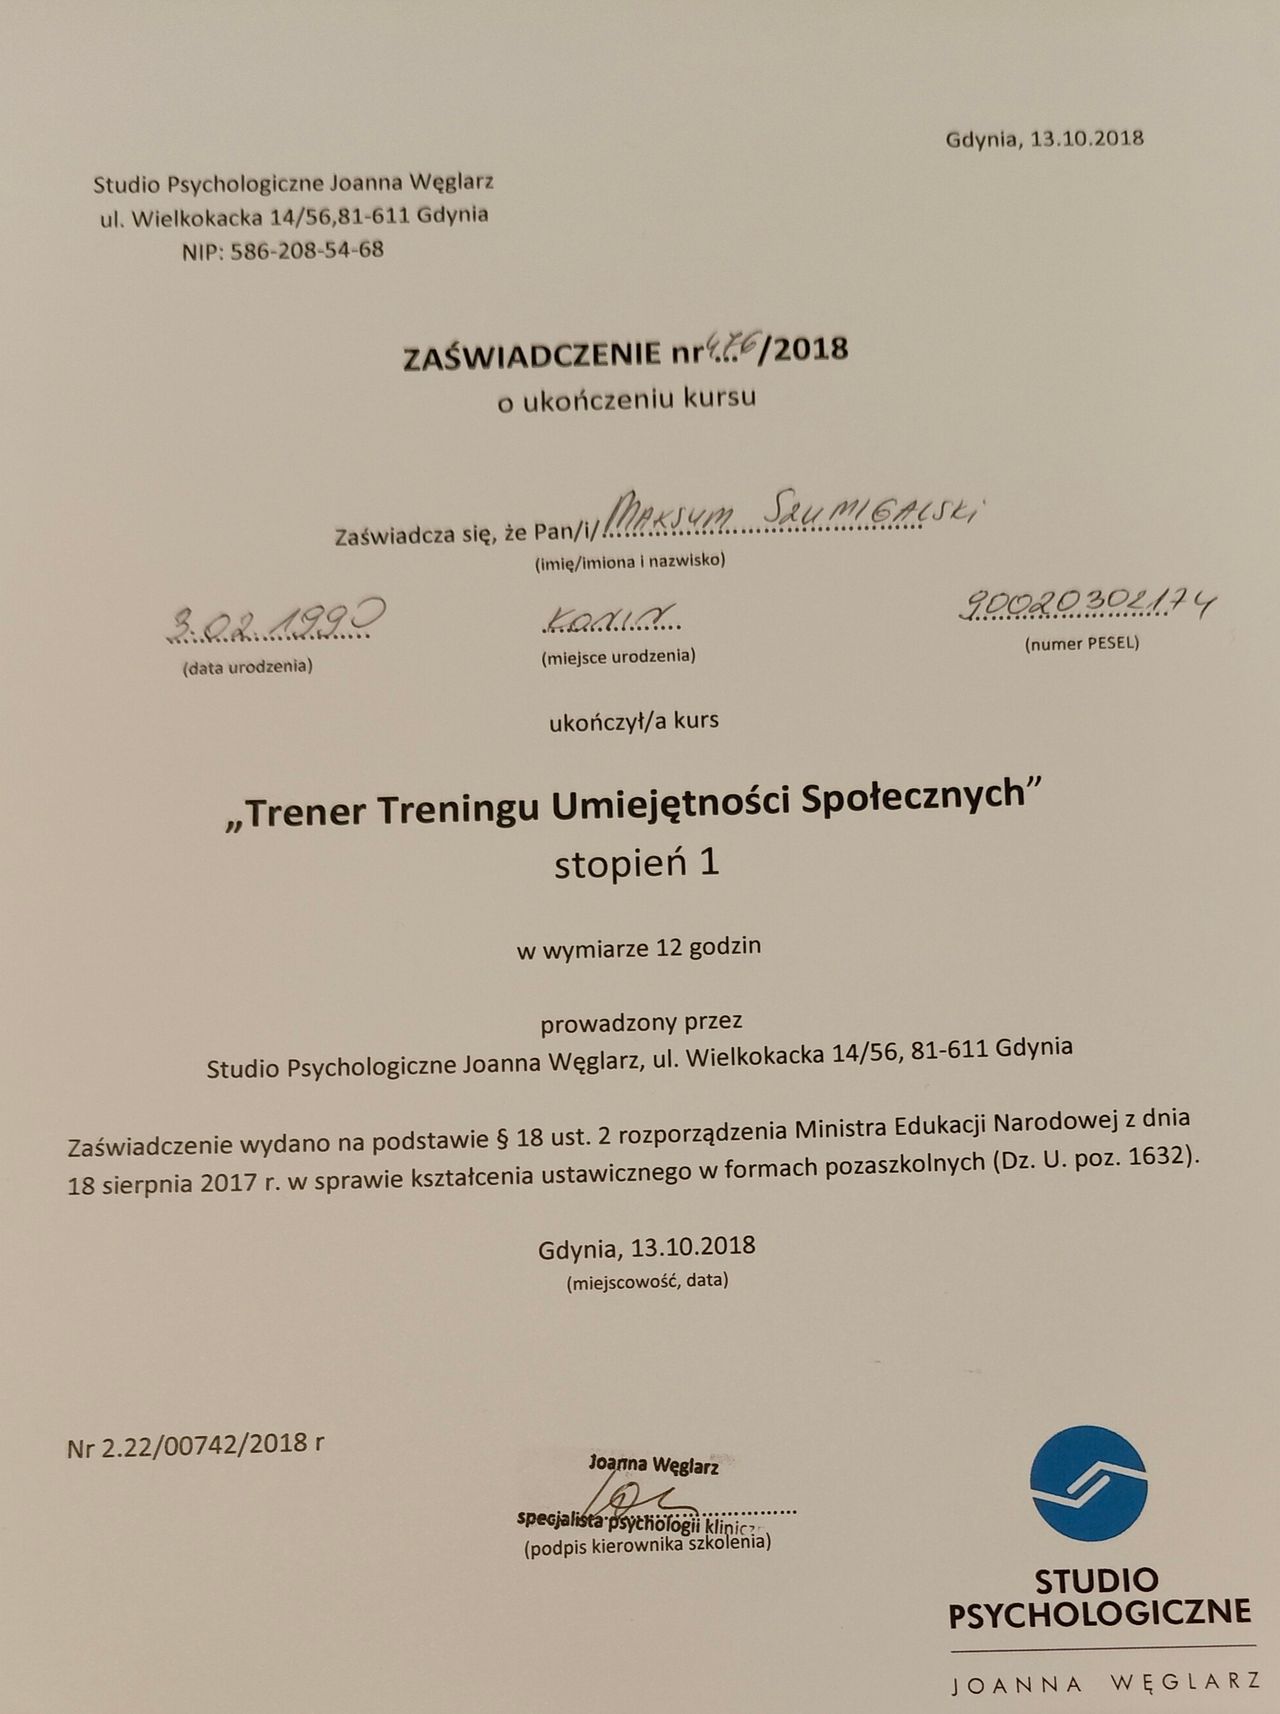 Gdynia, 13.10.2018
Studio Psychologiczne Joanna Węglarz
ul. Wielkokacka 14/56,81-611 Gdynia
NIP: 586-208-54-68
ZAŚWIADCZENIE nr 476/2018
o ukończeniu kursu
Zaświadcza się, że Pan/i/ MAKSYM SZUMIGALSKI
(imię/imiona i nazwisko)
3.02.1990 KONIN 90020302174
(data urodzenia) (miejsce urodzenia) (numer PESEL)
ukończył/a kurs
„Trener Treningu Umiejętności Społecznych”
stopień 1
w wymiarze 12 godzin
prowadzony przez
Studio Psychologiczne Joanna Węglarz, ul. Wielkokacka 14/56, 81-611 Gdynia
Zaświadczenie wydano na podstawie § 18 ust. 2 rozporządzenia Ministra Edukacji Narodowej z dnia
18 sierpnia 2017 r. w sprawie kształcenia ustawicznego w formach pozaszkolnych (Dz. U. poz. 1632).
Gdynia, 13.10.2018
(miejscowość, data)
Nr 2.22/00742/2018 r
Joanna Węglarz
specjalista psychologii
(podpis kierownika szkolenia)
STUDIO
PSYCHOLOGICZNE
JOANNA WĘGLARZ